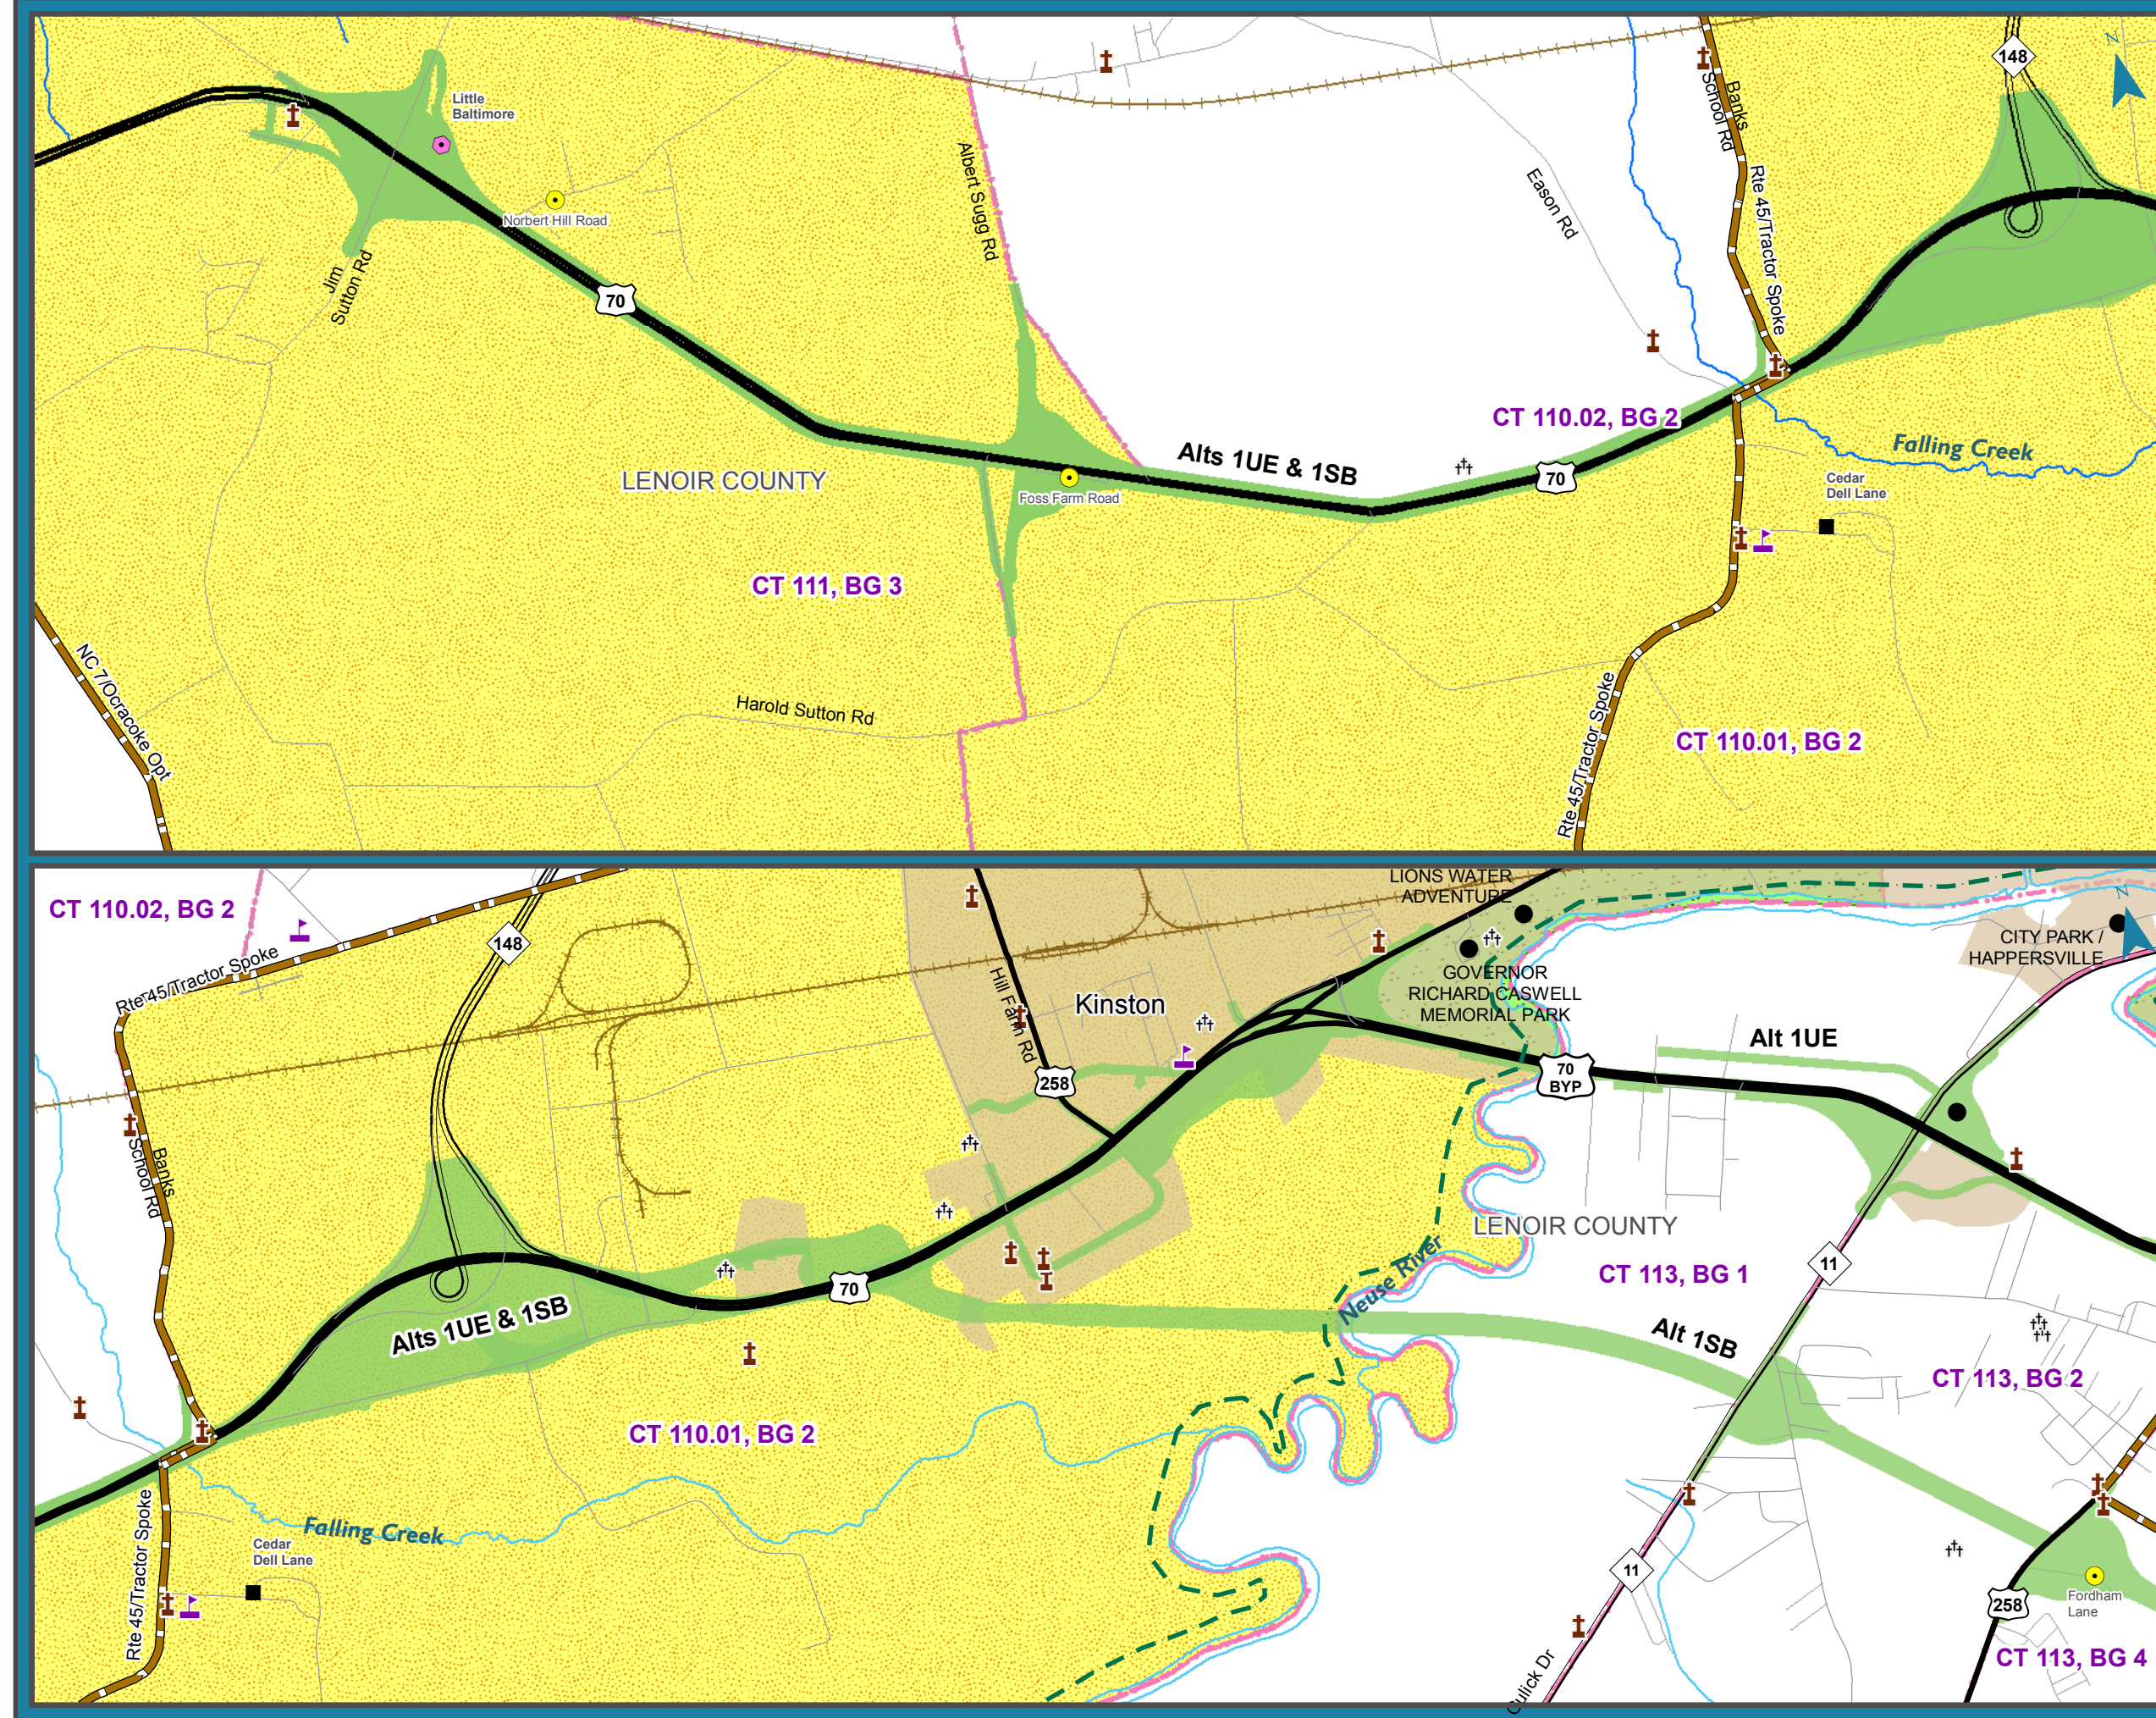 148
Little
Baltimore
Banks
School Rd
Norbert Hill Road
Albert Sugg Rd
Eason Rd
Rte 45/Tractor Spoke
Jim
Sutton Rd
70
CT 110.02, BG 2
Alts 1UE & 1SB
Falling Creek
LENOIR COUNTY
70
Foss Farm Road
Cedar
Dell Lane
CT 111, BG 3
NC 7/Ocracoke Opt
Harold Sutton Rd
Rte 45/Tractor Spoke
CT 110.01, BG 2
N
LIONS WATER
ADVENTURE
CT 110.02, BG 2
148
Rte 45/Tractor Spoke
CITY PARK /
HAPPERSVILLE
N
Hill Farm Rd
Kinston
GOVERNOR
RICHARD CASWELL
MEMORIAL PARK
Alt 1UE
258
70
BYP
Banks
School Rd
LENOIR COUNTY
Neuse River
11
CT 113, BG 1
70
Alts 1UE & 1SB
Alt 1SB
CT 113, BG 2
CT 110.01, BG 2
Rte 45/Tractor Spoke
Falling Creek
Cedar
Dell Lane
11
258
Fordham
Lane
CT 113, BG 4
Culick Dr